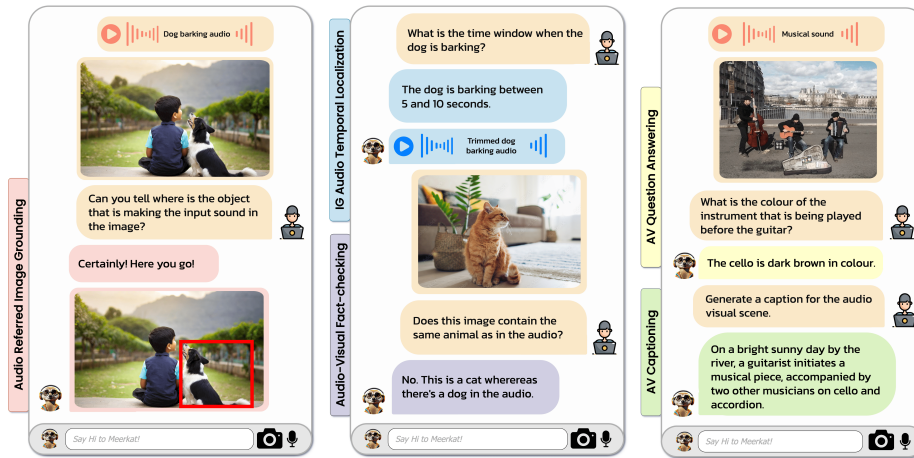 Audio Referred Image Grounding
Dog barking audio
Can you tell where is the object
that is making the input sound in
the image?
Certainly! Here you go!
Say Hi to Meerkat!
IG Audio Temporal Localization
Audio-Visual Fact-checking
What is the time window when the
dog is barking?
The dog is barking between
5 and 10 seconds.
Trimmed dog
barking audio
Does this image contain the
same animal as in the audio?
No. This is a cat wherereas
there's a dog in the audio.
Say Hi to Meerkat!
AV Question Answering
AV Captioning
Musical sound
What is the colour of the
instrument that is being played
before the guitar?
The cello is dark brown in colour.
Generate a caption for the audio
visual scene.
On a bright sunny day by the
river, a guitarist initiates a
musical piece, accompanied by
two other musicians on cello and
accordion.
Say Hi to Meerkat!